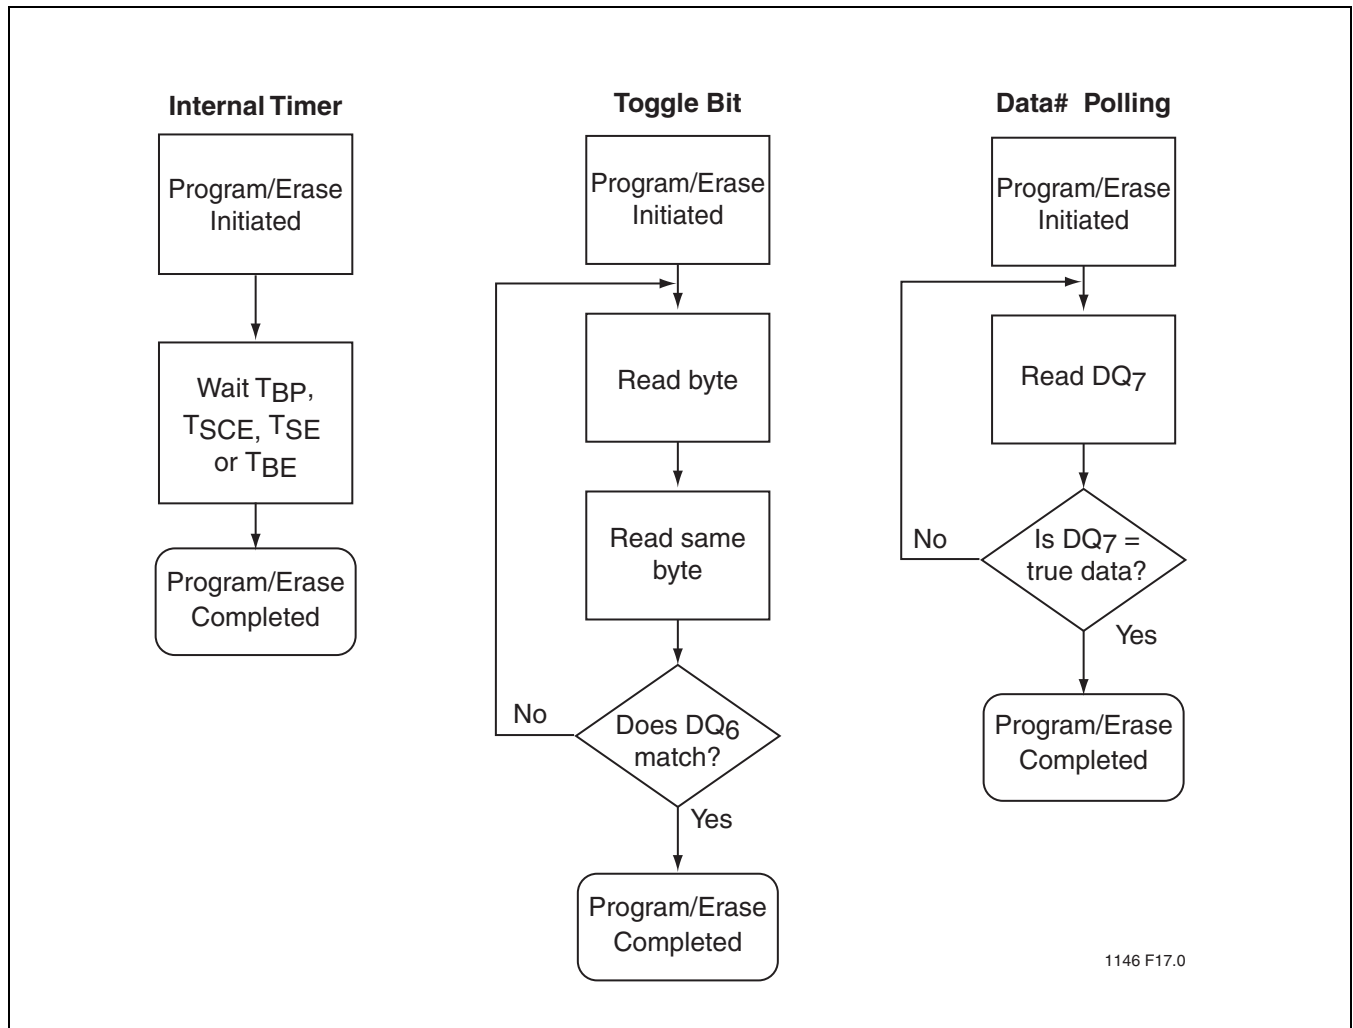 Internal Timer
Program/Erase
Initiated
Wait TBP,
TSCE, TSE
or TBE
Program/Erase
Completed
Toggle Bit
Program/Erase
Initiated
Read byte
Read same
byte
Does DQ6
match?
No
Yes
Program/Erase
Completed
Data# Polling
Program/Erase
Initiated
Read DQ7
Is DQ7 =
true data?
No
Yes
Program/Erase
Completed
1146 F17.0